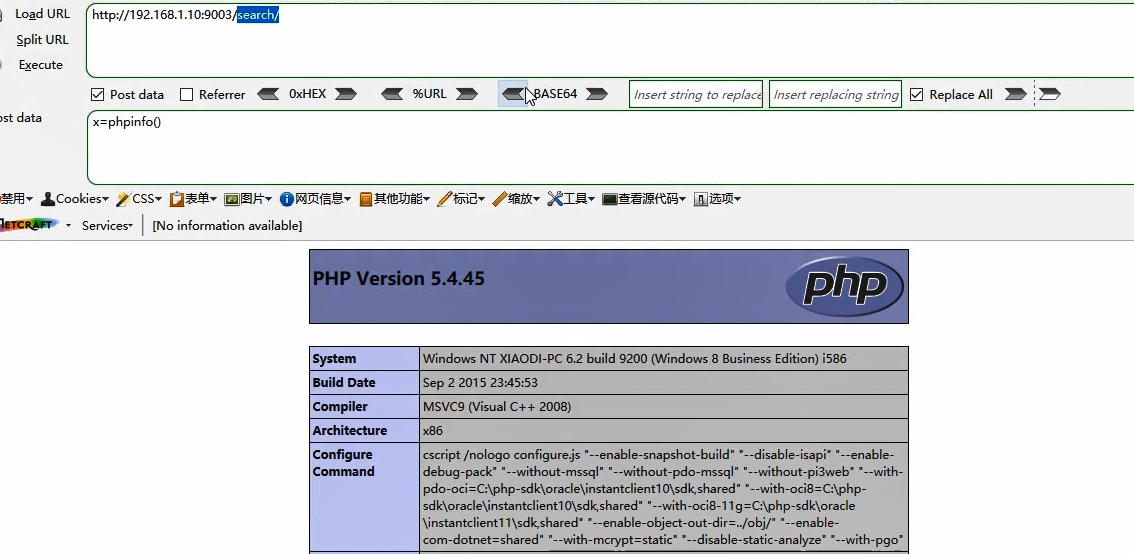 Load URL
http://192.168.1.10:9003/search/
Split URL
Execute
Post data Referrer 0xHEX %URL BASE64 Insert string to replace Insert replacing string Replace All
ost data
x=phpinfo()
禁用 Cookies CSS 表单 图片 网页信息 其他功能 标记 缩放 工具 查看源代码 选项
NETCRAFT Services [No information available]
PHP Version 5.4.45
php
System Windows NT XIAODI-PC 6.2 build 9200 (Windows 8 Business Edition) i586
Build Date Sep 2 2015 23:45:53
Compiler MSVC9 (Visual C++ 2008)
Architecture x86
Configure Command cscript /nologo configure.js "--enable-snapshot-build" "--disable-isapi" "--enable-
debug-pack" "--without-mssql" "--without-pdo-mssql" "--without-pi3web" "--with-
pdo-oci=C:\php-sdk\oracle\instantclient10\sdk,shared" "--with-oci8=C:\php-
sdk\oracle\instantclient10\sdk,shared" "--with-oci8-11g=C:\php-sdk\oracle
\instantclient11\sdk,shared" "--enable-object-out-dir=../obj/" "--enable-
com-dotnet=shared" "--with-mcrypt=static" "--disable-static-analyze" "--with-pgo"